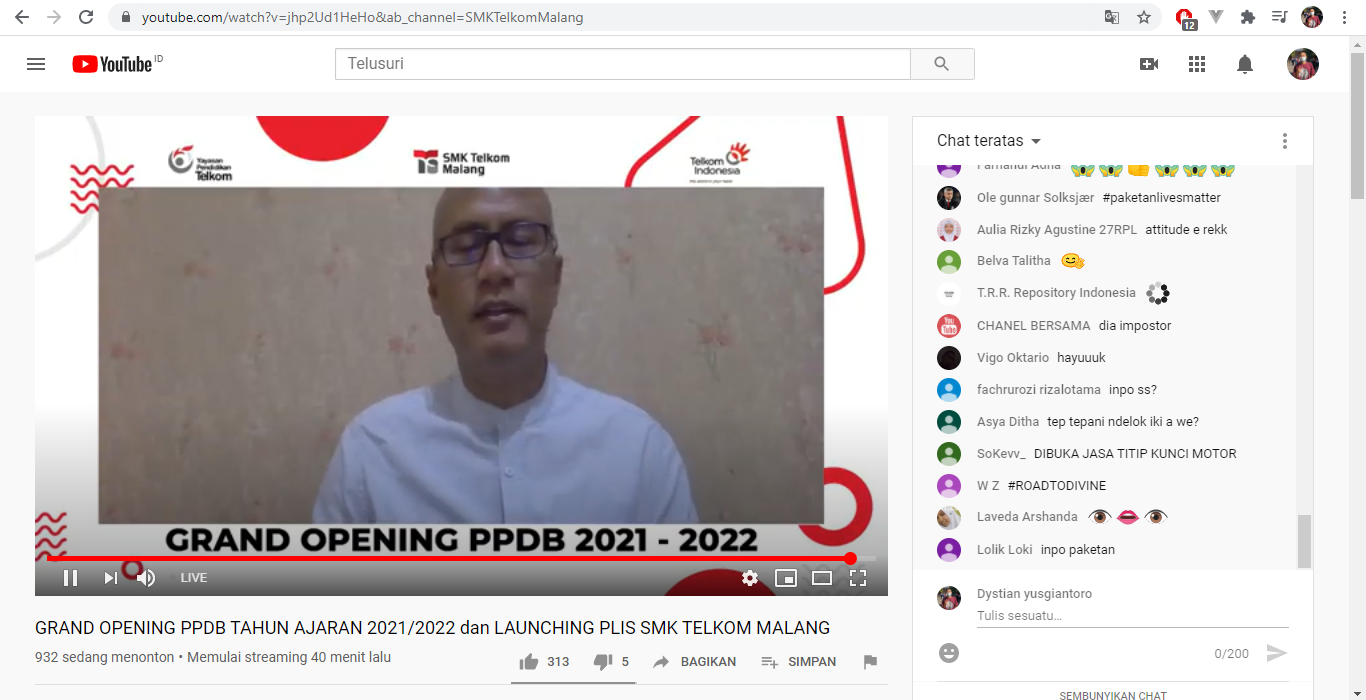 youtube.com/watch?v=jhp2Ud1HeHo&ab_channel=SMKTelkomMalang
12
YouTube ID
Telusuri
Yayasan
Pendidikan
Telkom
SMK Telkom
Malang
Telkom
Indonesia
GRAND OPENING PPDB 2021 - 2022
LIVE
GRAND OPENING PPDB TAHUN AJARAN 2021/2022 dan LAUNCHING PLIS SMK TELKOM MALANG
932 sedang menonton • Memulai streaming 40 menit lalu
313 5 BAGIKAN SIMPAN
Chat teratas
Ole gunnar Solksjær #paketanlivesmatter
Aulia Rizky Agustine 27RPL attitude e rekk
Belva Talitha 🤗
T.R.R. Repository Indonesia
You Tube
CHANEL BERSAMA dia impostor
Vigo Oktario hayuuuk
fachrurozi rizalotama inpo ss?
Asya Ditha tep tepani ndelok iki a we?
SoKevv_ DIBUKA JASA TITIP KUNCI MOTOR
W Z #ROADTODIVINE
Laveda Arshanda 👁👄👁
Lolik Loki inpo paketan
Dystian yusgiantoro
Tulis sesuatu...
0/200
SEMBUNYIKAN CHAT